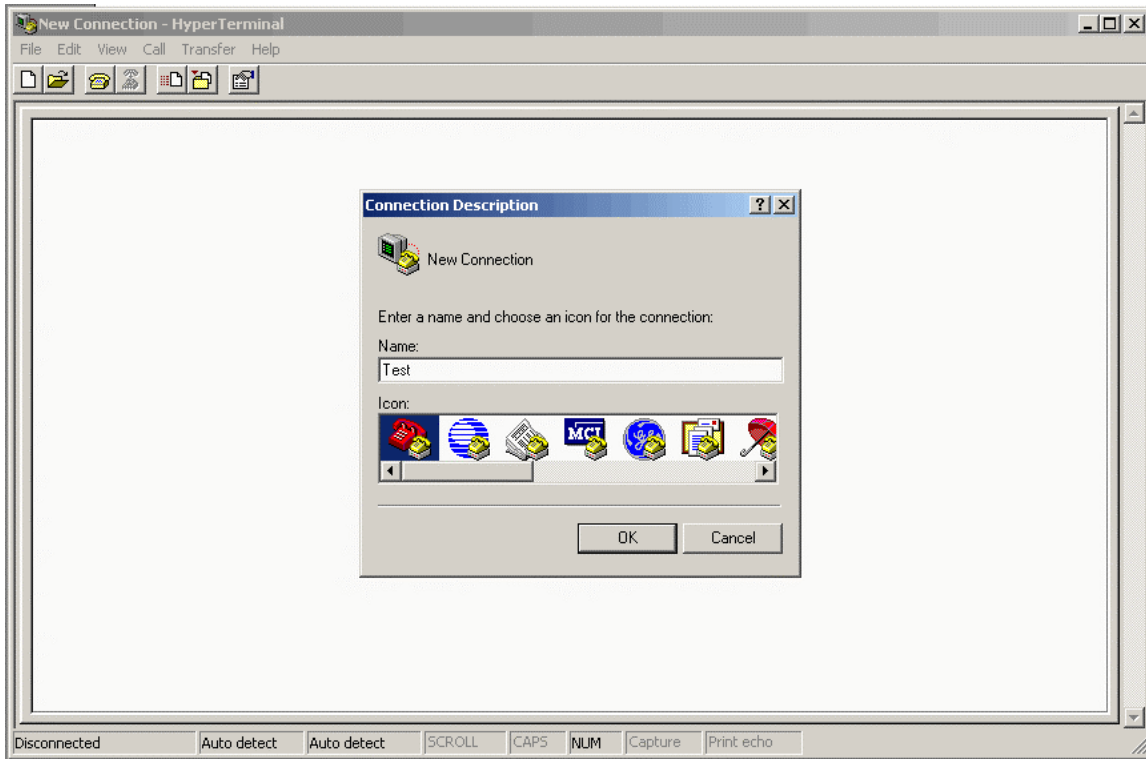 New Connection - HyperTerminal
File Edit View Call Transfer Help
Connection Description
New Connection
Enter a name and choose an icon for the connection:
Name:
Test
Icon:
MCI
OK Cancel
Disconnected Auto detect Auto detect SCROLL CAPS NUM Capture Print echo